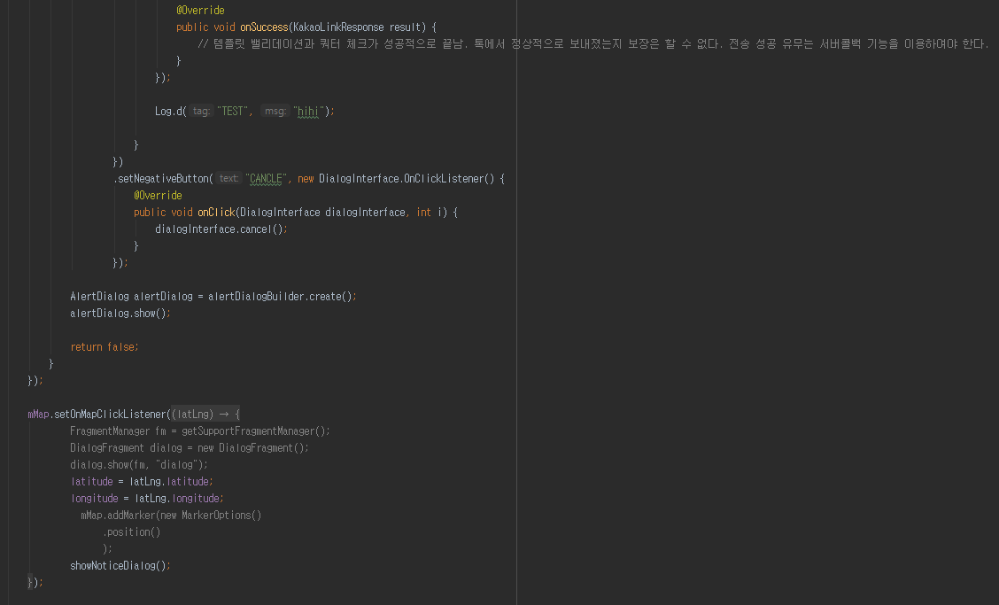 @Override
public void onSuccess(KakaoLinkResponse result) {
// 템플릿 밸리데이션과 쿼터 체크가 성공적으로 끝남. 톡에서 정상적으로 보내졌는지 보장은 할 수 없다. 전송 성공 유무는 서버콜백 기능을 이용하여야 한다.
}
});
Log.d( tag: "TEST", msg: "hihi");
}
})
.setNegativeButton( text: "CANCLE", new DialogInterface.OnClickListener() {
@Override
public void onClick(DialogInterface dialogInterface, int i) {
dialogInterface.cancel();
}
});
AlertDialog alertDialog = alertDialogBuilder.create();
alertDialog.show();
return false;
}
});
mMap.setOnMapClickListener((latLng) → {
FragmentManager fm = getSupportFragmentManager();
DialogFragment dialog = new DialogFragment();
dialog.show(fm, "dialog");
latitude = latLng.latitude;
longitude = latLng.longitude;
mMap.addMarker(new MarkerOptions()
.position()
);
showNoticeDialog();
});